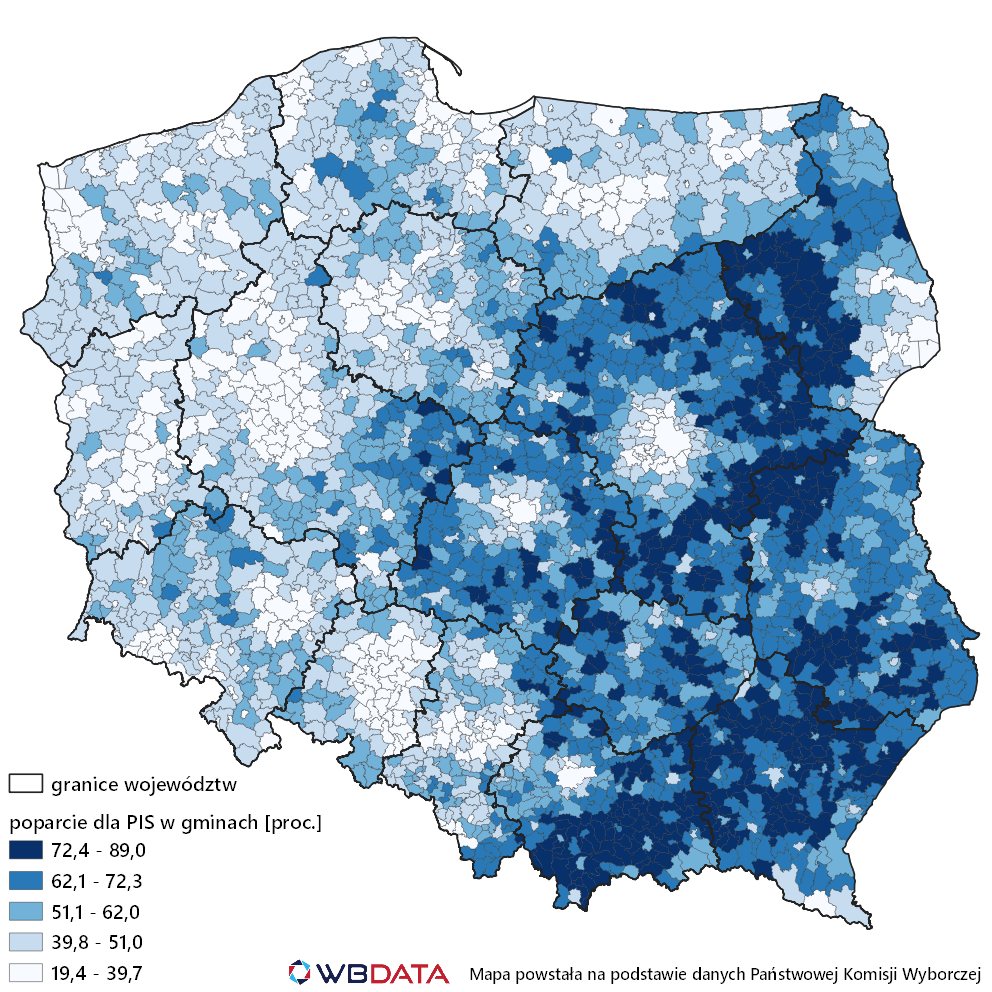 granice województw
poparcie dla PIS w gminach [proc.]
72,4 - 89,0
62,1 - 72,3
51,1 - 62,0
39,8 - 51,0
19,4 - 39,7
WBDATA
Mapa powstała na podstawie danych Państwowej Komisji Wyborczej